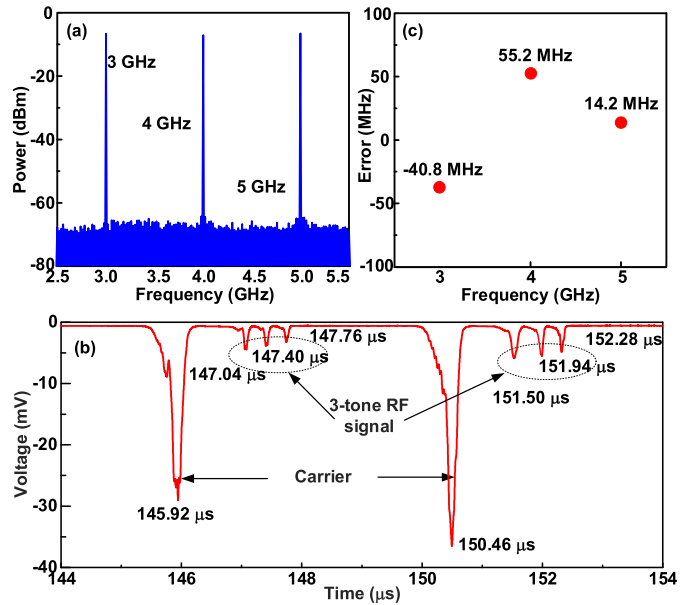 (a)
3 GHz
4 GHz
5 GHz
0
-20
-40
-60
-80
Power (dBm)
2.5 3.0 3.5 4.0 4.5 5.0 5.5
Frequency (GHz)
(c)
55.2 MHz
14.2 MHz
-40.8 MHz
100
50
0
-50
-100
Error (MHz)
3 4 5
Frequency (GHz)
(b)
147.76 μs
147.40 μs
147.04 μs
152.28 μs
151.94 μs
151.50 μs
3-tone RF
signal
Carrier
145.92 μs
150.46 μs
0
-10
-20
-30
-40
Voltage (mV)
144 146 148 150 152 154
Time (μs)